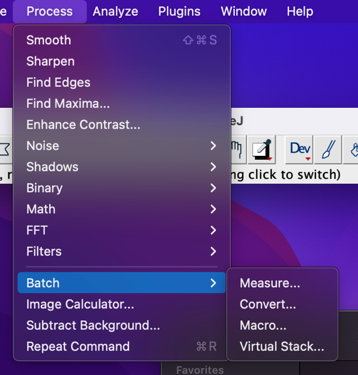 e Process Analyze Plugins Window Help
Smooth ⇧⌘S
Sharpen
Find Edges
Find Maxima...
Enhance Contrast...
Noise
Shadows
Binary
Math
FFT
Filters
Batch
Image Calculator...
Subtract Background...
Repeat Command ⌘R
Measure...
Convert...
Macro...
Virtual Stack...
eJ
Dev
ng click to switch)
Favorites